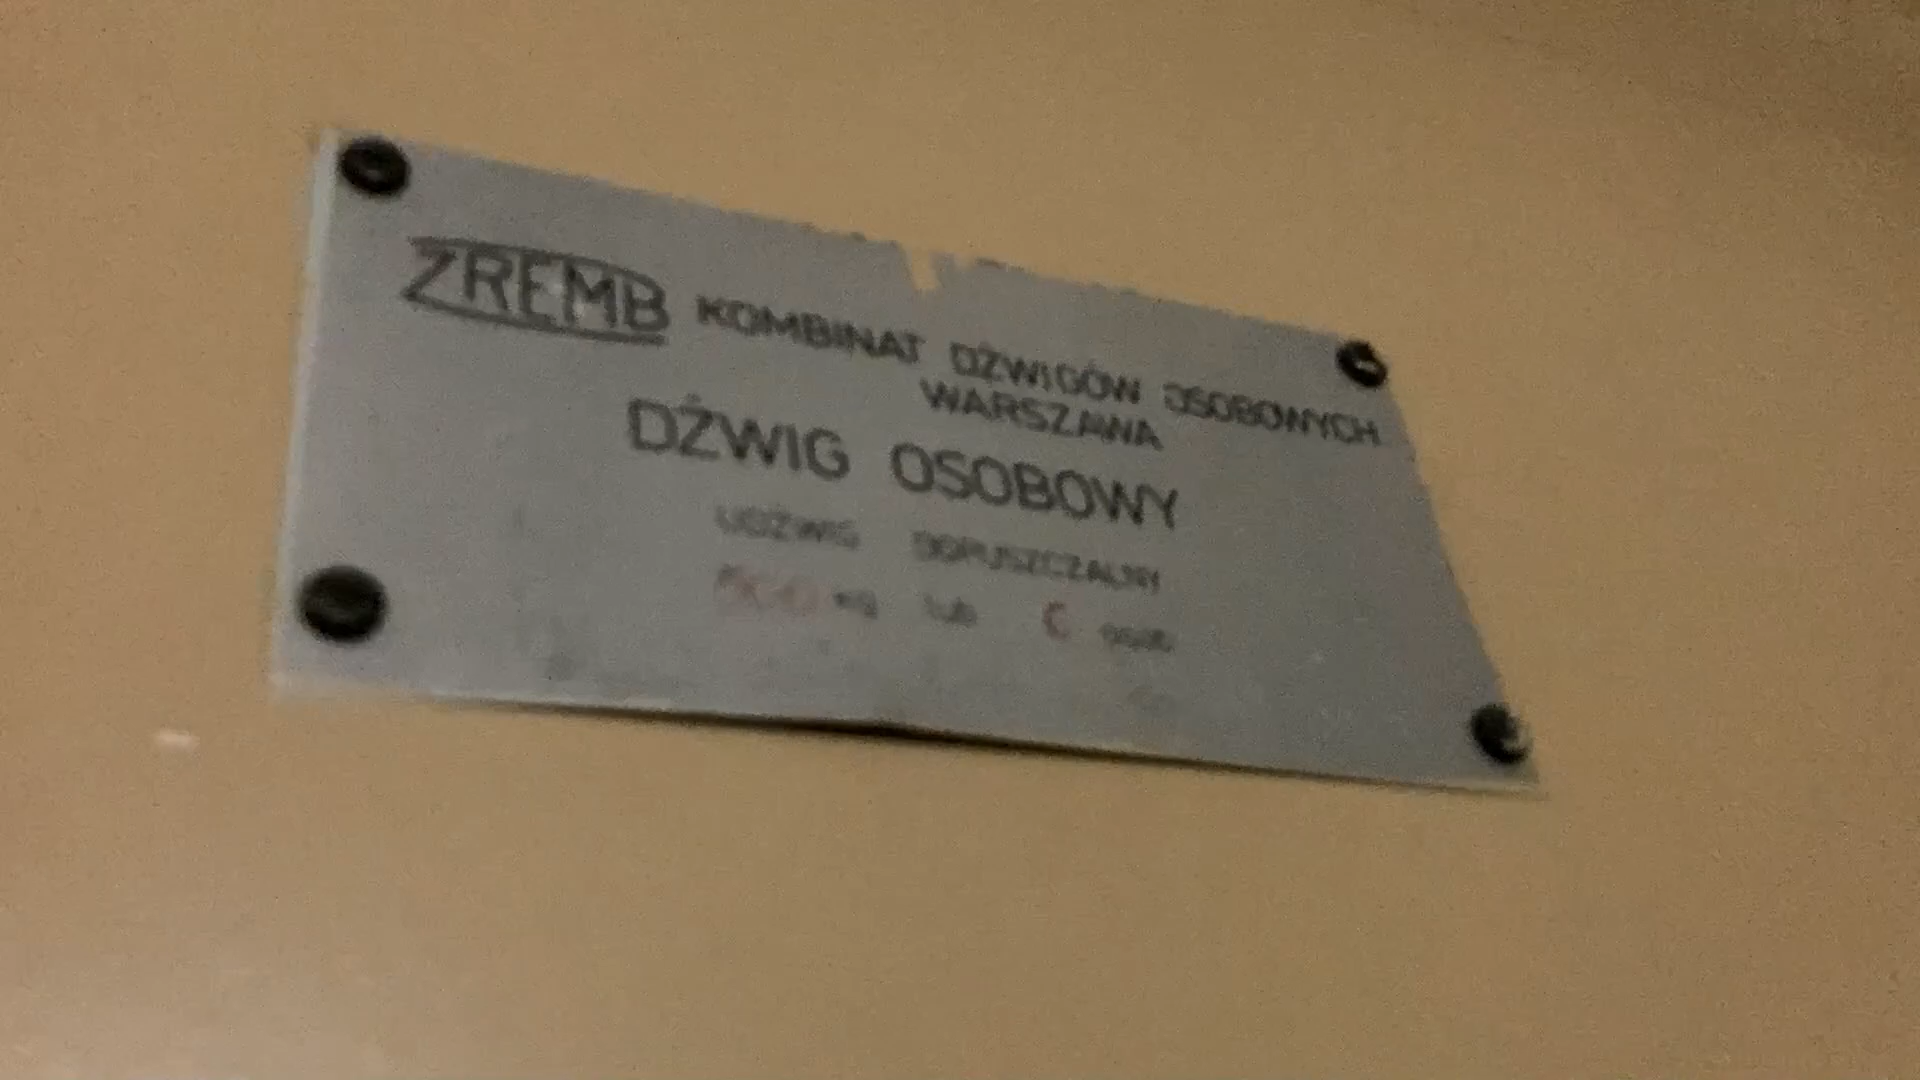 ZREMB KOMBINAT DŹWIGÓW OSOBOWYCH
WARSZAWA
DŹWIG OSOBOWY
UDŹWIG DOPUSZCZALNY
kg lub osób